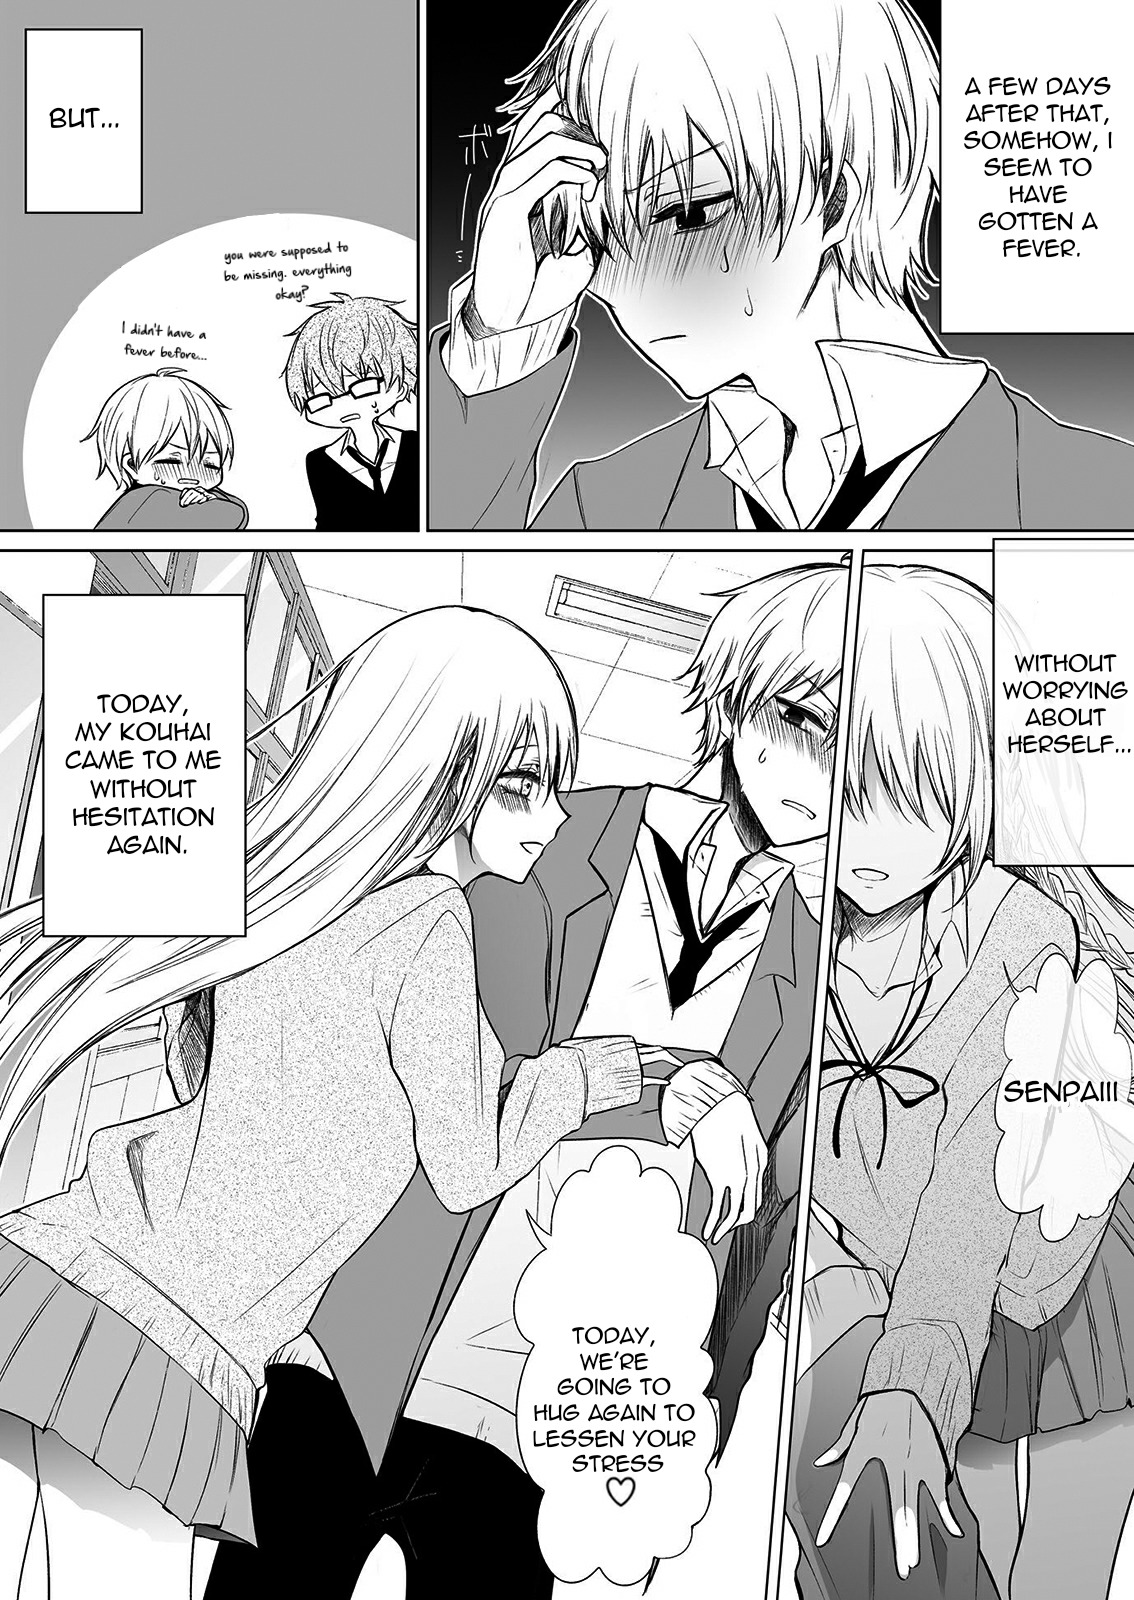 A FEW DAYS
AFTER THAT,
SOMEHOW, I
SEEM TO
HAVE
GOTTEN A
FEVER.
ボー…
BUT...
you were supposed to
be missing. everything
okay?
I didn't have a
fever before...
WITHOUT
WORRYING
ABOUT
HERSELF...
SENPAIII
TODAY,
MY KOUHAI
CAME TO ME
WITHOUT
HESITATION
AGAIN.
TODAY,
WE'RE
GOING TO
HUG AGAIN TO
LESSEN YOUR
STRESS
♡